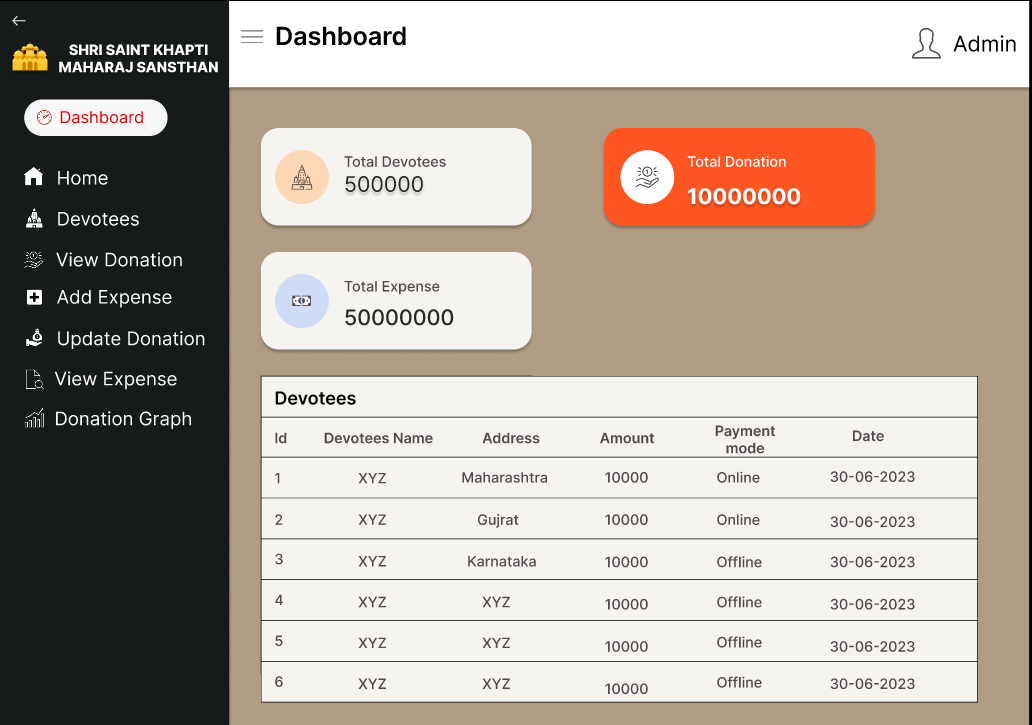 SHRI SAINT KHAPTI
MAHARAJ SANSTHAN
Dashboard
Home
Devotees
View Donation
Add Expense
Update Donation
View Expense
Donation Graph
Dashboard
Admin
Total Devotees
500000
Total Donation
10000000
Total Expense
50000000
Devotees
Id Devotees Name Address Amount Payment mode Date
1 XYZ Maharashtra 10000 Online 30-06-2023
2 XYZ Gujrat 10000 Online 30-06-2023
3 XYZ Karnataka 10000 Offline 30-06-2023
4 XYZ XYZ 10000 Offline 30-06-2023
5 XYZ XYZ 10000 Offline 30-06-2023
6 XYZ XYZ 10000 Offline 30-06-2023